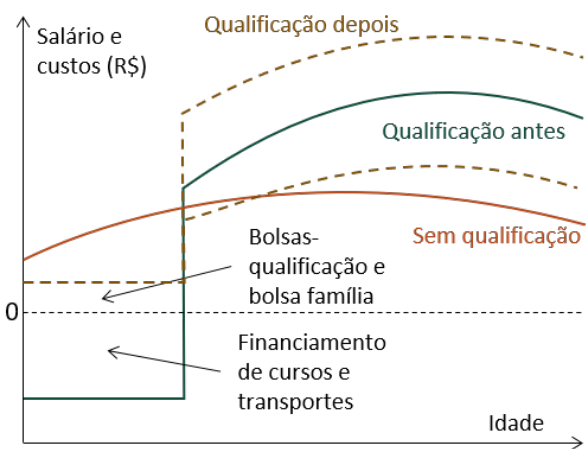 Salário e
custos (R$)
Qualificação depois
Qualificação antes
Sem qualificação
Bolsas-
qualificação e
bolsa família
0
Financiamento
de cursos e
transportes
Idade